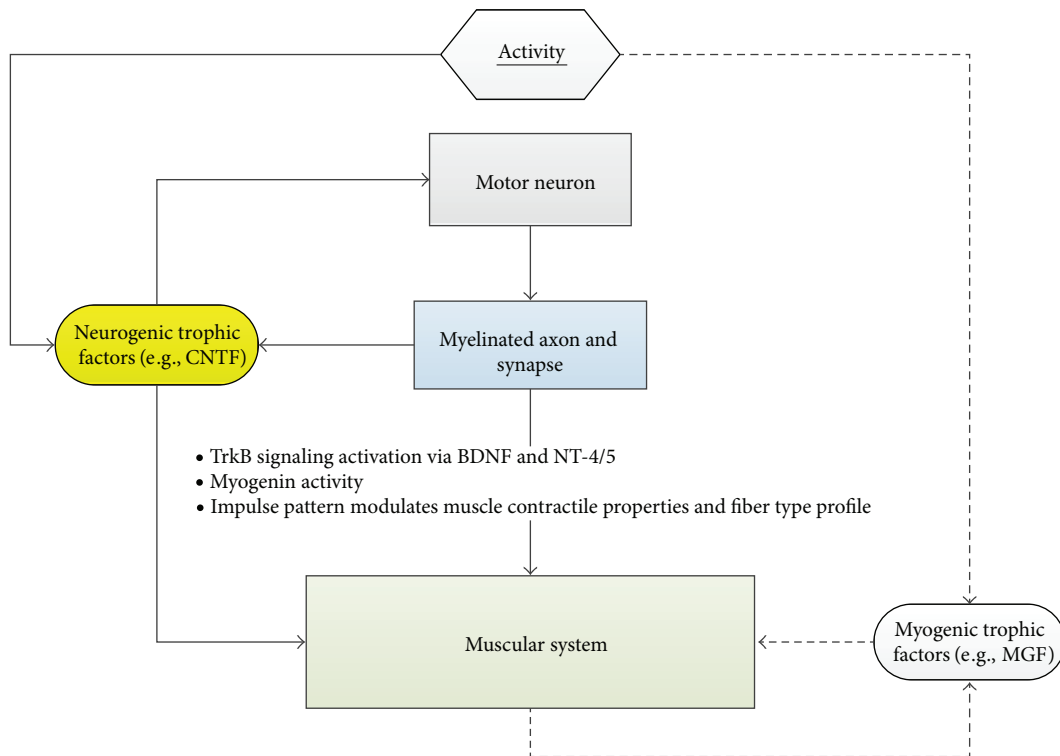 Activity
Motor neuron
Neurogenic trophic
factors (e.g., CNTF)
Myelinated axon and
synapse
• TrkB signaling activation via BDNF and NT-4/5
• Myogenin activity
• Impulse pattern modulates muscle contractile properties and fiber type profile
Muscular system
Myogenic trophic
factors (e.g., MGF)